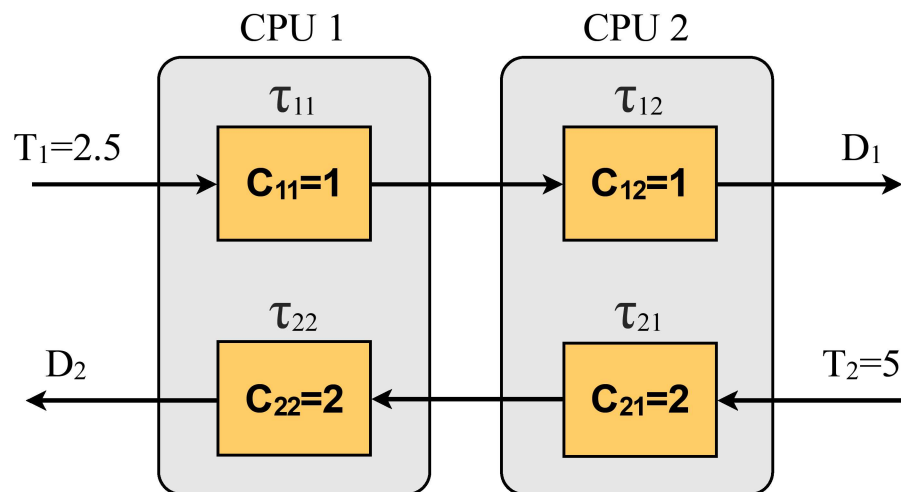 CPU 1
CPU 2
τ₁₁
τ₁₂
T₁=2.5
D₁
C₁₁=1
C₁₂=1
τ₂₂
τ₂₁
D₂
T₂=5
C₂₂=2
C₂₁=2